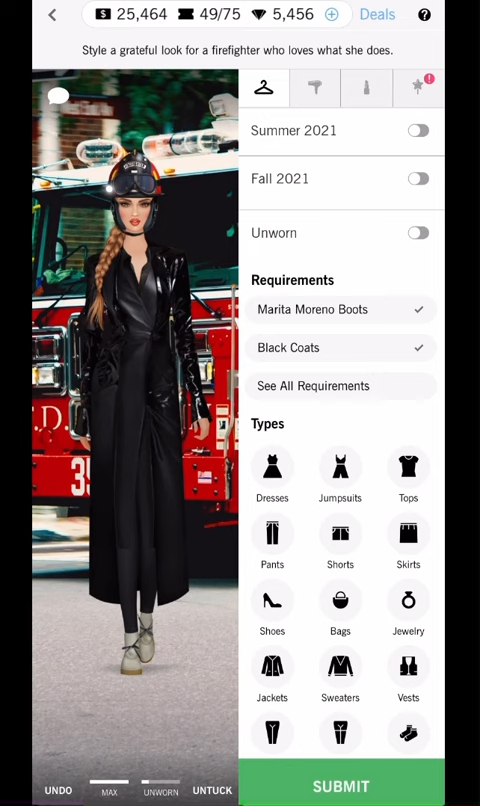 25,464 49/75 5,456 Deals ?
Style a grateful look for a firefighter who loves what she does.
Summer 2021
Fall 2021
Unworn
Requirements
Marita Moreno Boots
Black Coats
See All Requirements
Types
Dresses Jumpsuits Tops
Pants Shorts Skirts
Shoes Bags Jewelry
Jackets Sweaters Vests
UNDO MAX UNWORN UNTUCK
SUBMIT